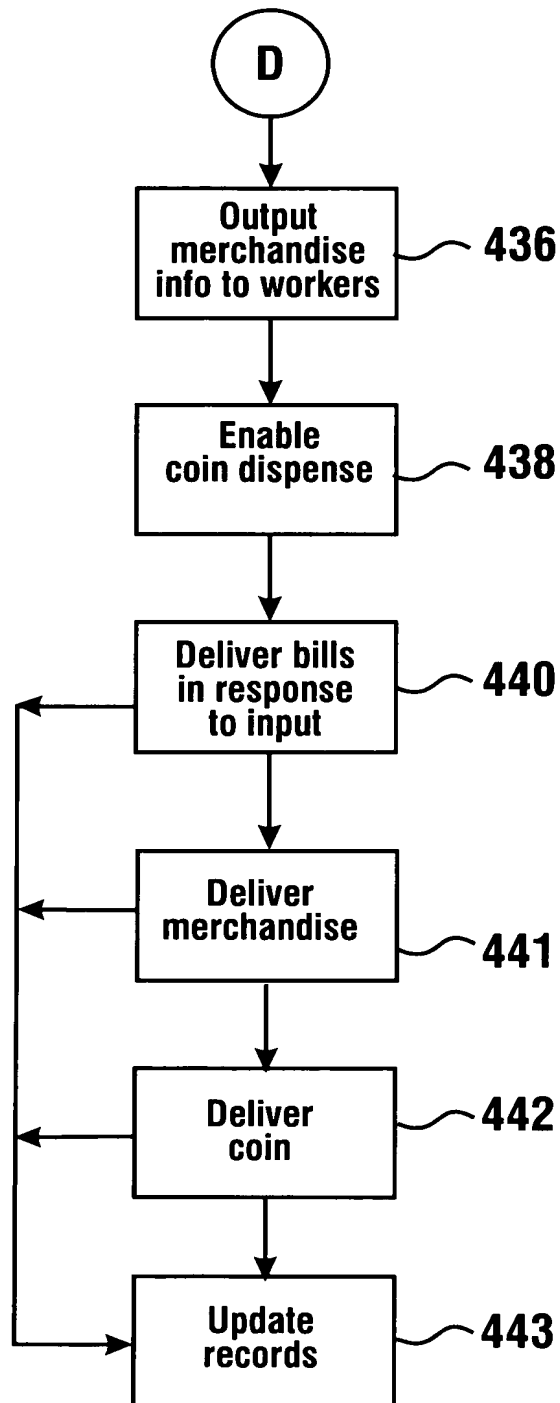 D
Output
merchandise
info to workers
436
Enable
coin dispense
438
Deliver bills
in response
to input
440
Deliver
merchandise
441
Deliver
coin
442
Update
records
443